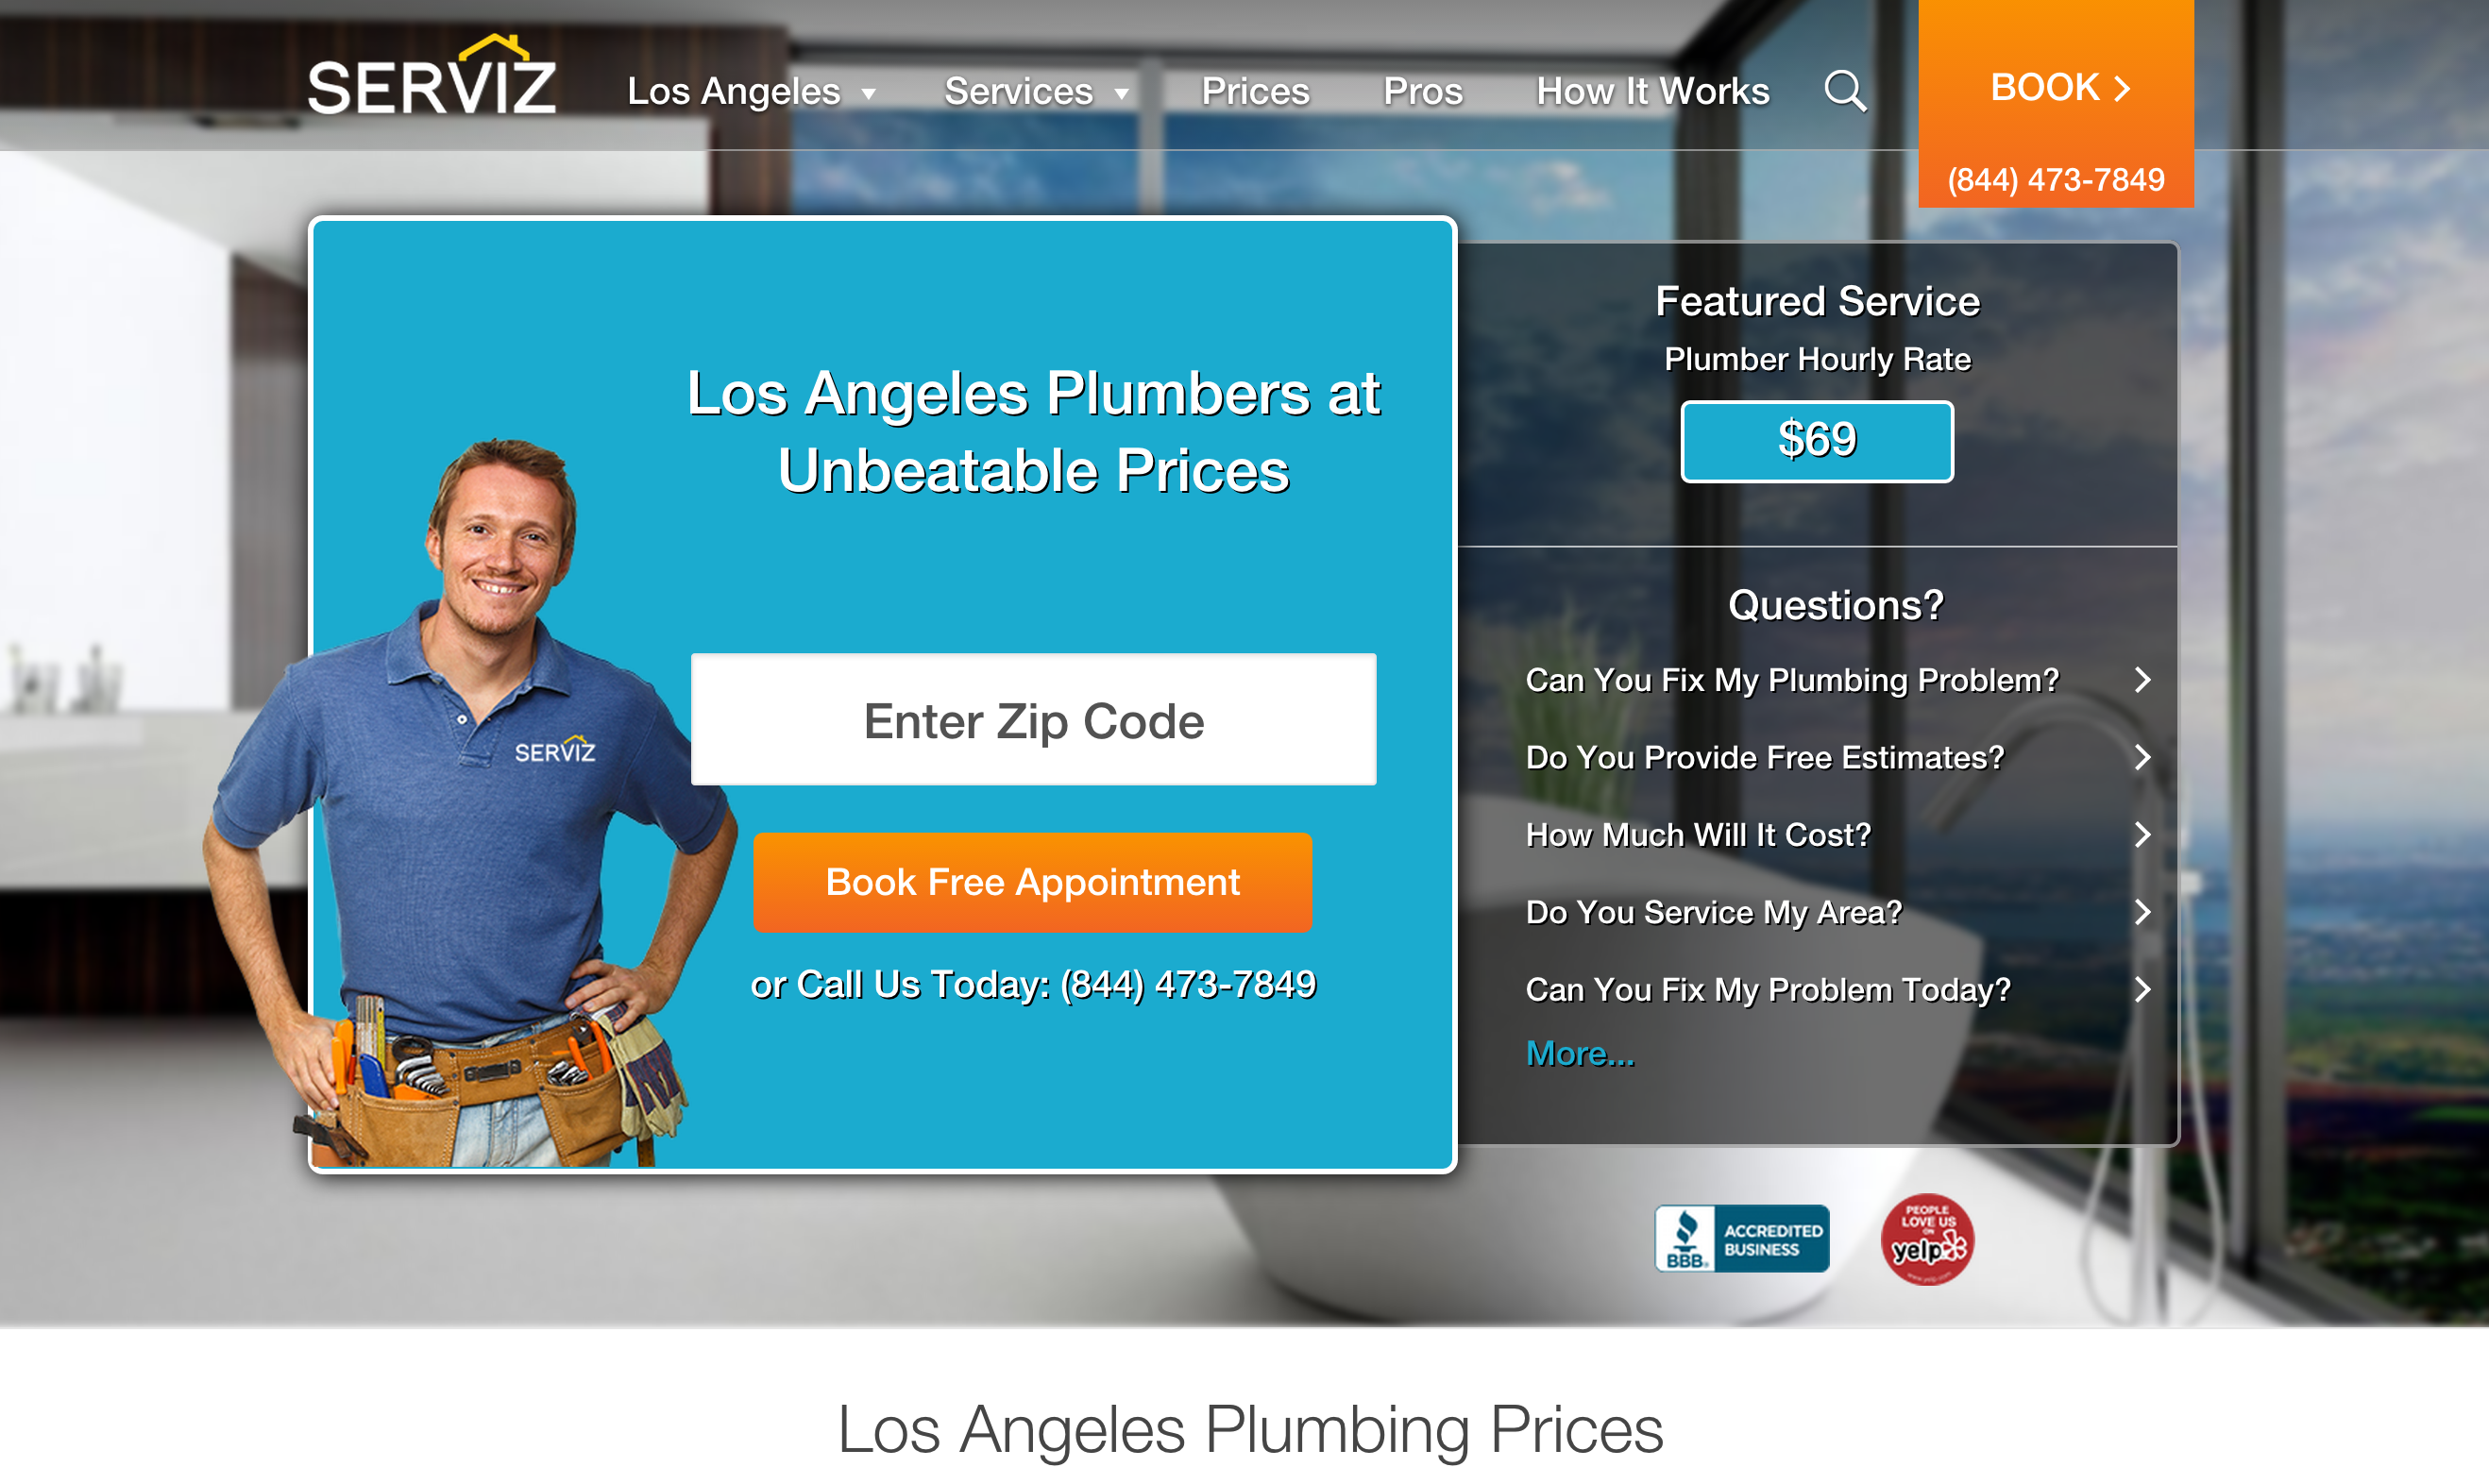 SERVIZ
Los Angeles
Services
Prices
Pros
How It Works
BOOK
(844) 473-7849
Los Angeles Plumbers at
Unbeatable Prices
Enter Zip Code
Book Free Appointment
or Call Us Today: (844) 473-7849
SERVIZ
Featured Service
Plumber Hourly Rate
$69
Questions?
Can You Fix My Plumbing Problem?
Do You Provide Free Estimates?
How Much Will It Cost?
Do You Service My Area?
Can You Fix My Problem Today?
More...
BBB
ACCREDITED
BUSINESS
PEOPLE
LOVE US
ON
yelp
www.yelp.com
Los Angeles Plumbing Prices